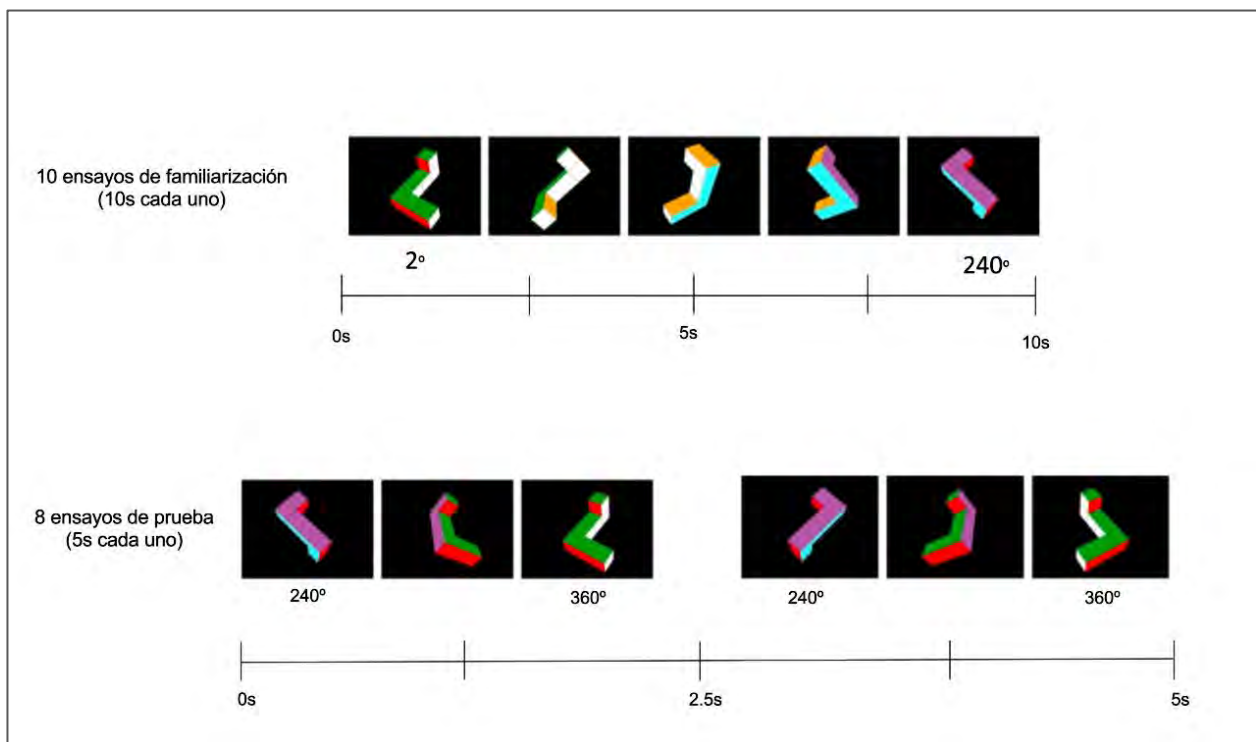 10 ensayos de familiarización
(10s cada uno)
2º
240º
0s
5s
10s
8 ensayos de prueba
(5s cada uno)
240º
360º
240º
360º
0s
2.5s
5s